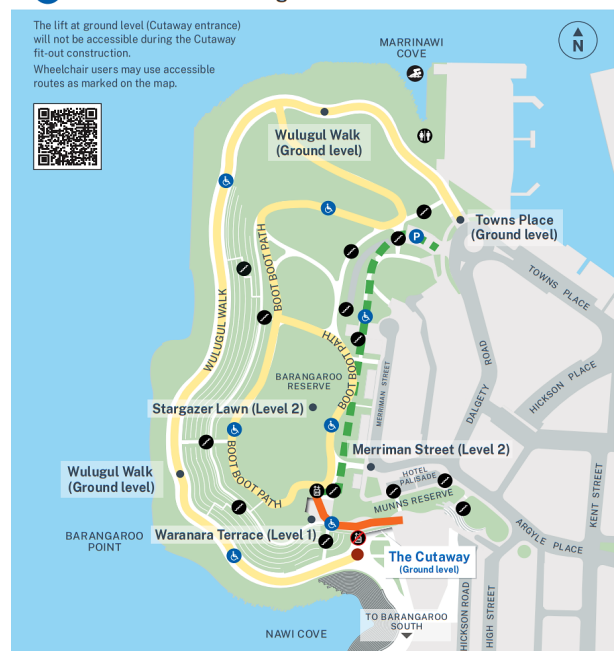 The lift at ground level (Cutaway entrance)
will not be accessible during the Cutaway
fit-out construction.
Wheelchair users may use accessible
routes as marked on the map.
N
MARRINAWI
COVE
Wulugul Walk
(Ground level)
P
Towns Place
(Ground level)
TOWNS PLACE
BOOT BOOT PATH
WULUGUL WALK
BOOT BOOT PATH
MERRIMAN STREET
DALGETY ROAD
HICKSON PLACE
BARANGAROO
RESERVE
Stargazer Lawn (Level 2)
BOOT BOOT PATH
Merriman Street (Level 2)
HOTEL
PALISADE
KENT STREET
Wulugul Walk
(Ground level)
MUNNS RESERVE
ARGYLE PLACE
Waranara Terrace (Level 1)
BARANGAROO
POINT
The Cutaway
(Ground level)
HICKSON ROAD
HIGH STREET
TO BARANGAROO
SOUTH
NAWI COVE